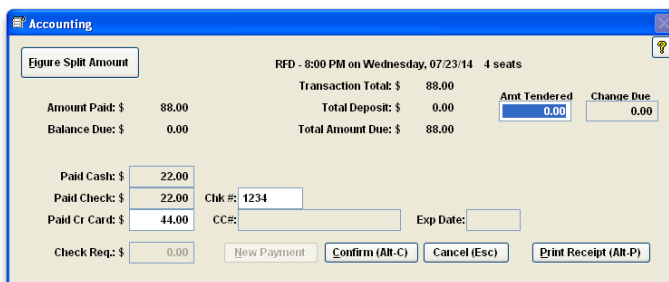 Accounting
?
Figure Split Amount
RFD - 8:00 PM on Wednesday, 07/23/14 4 seats
Transaction Total: $ 88.00
Amt Tendered Change Due
Amount Paid: $ 88.00 Total Deposit: $ 0.00 0.00 0.00
Balance Due: $ 0.00 Total Amount Due: $ 88.00
Paid Cash: $ 22.00
Paid Check: $ 22.00 Chk #: 1234
Paid Cr Card: $ 44.00 CC#: Exp Date:
Check Req.: $ 0.00 New Payment Confirm (Alt-C) Cancel (Esc) Print Receipt (Alt-P)